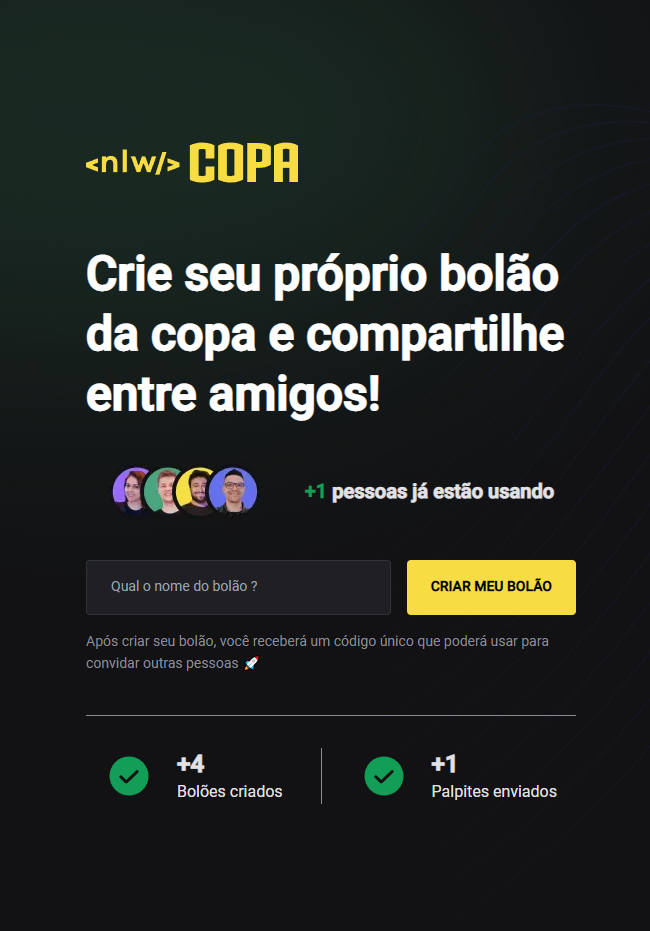 <nlw/> COPA
Crie seu próprio bolão
da copa e compartilhe
entre amigos!
+1 pessoas já estão usando
Qual o nome do bolão ?
CRIAR MEU BOLÃO
Após criar seu bolão, você receberá um código único que poderá usar para
convidar outras pessoas 🚀
+4
Bolões criados
+1
Palpites enviados